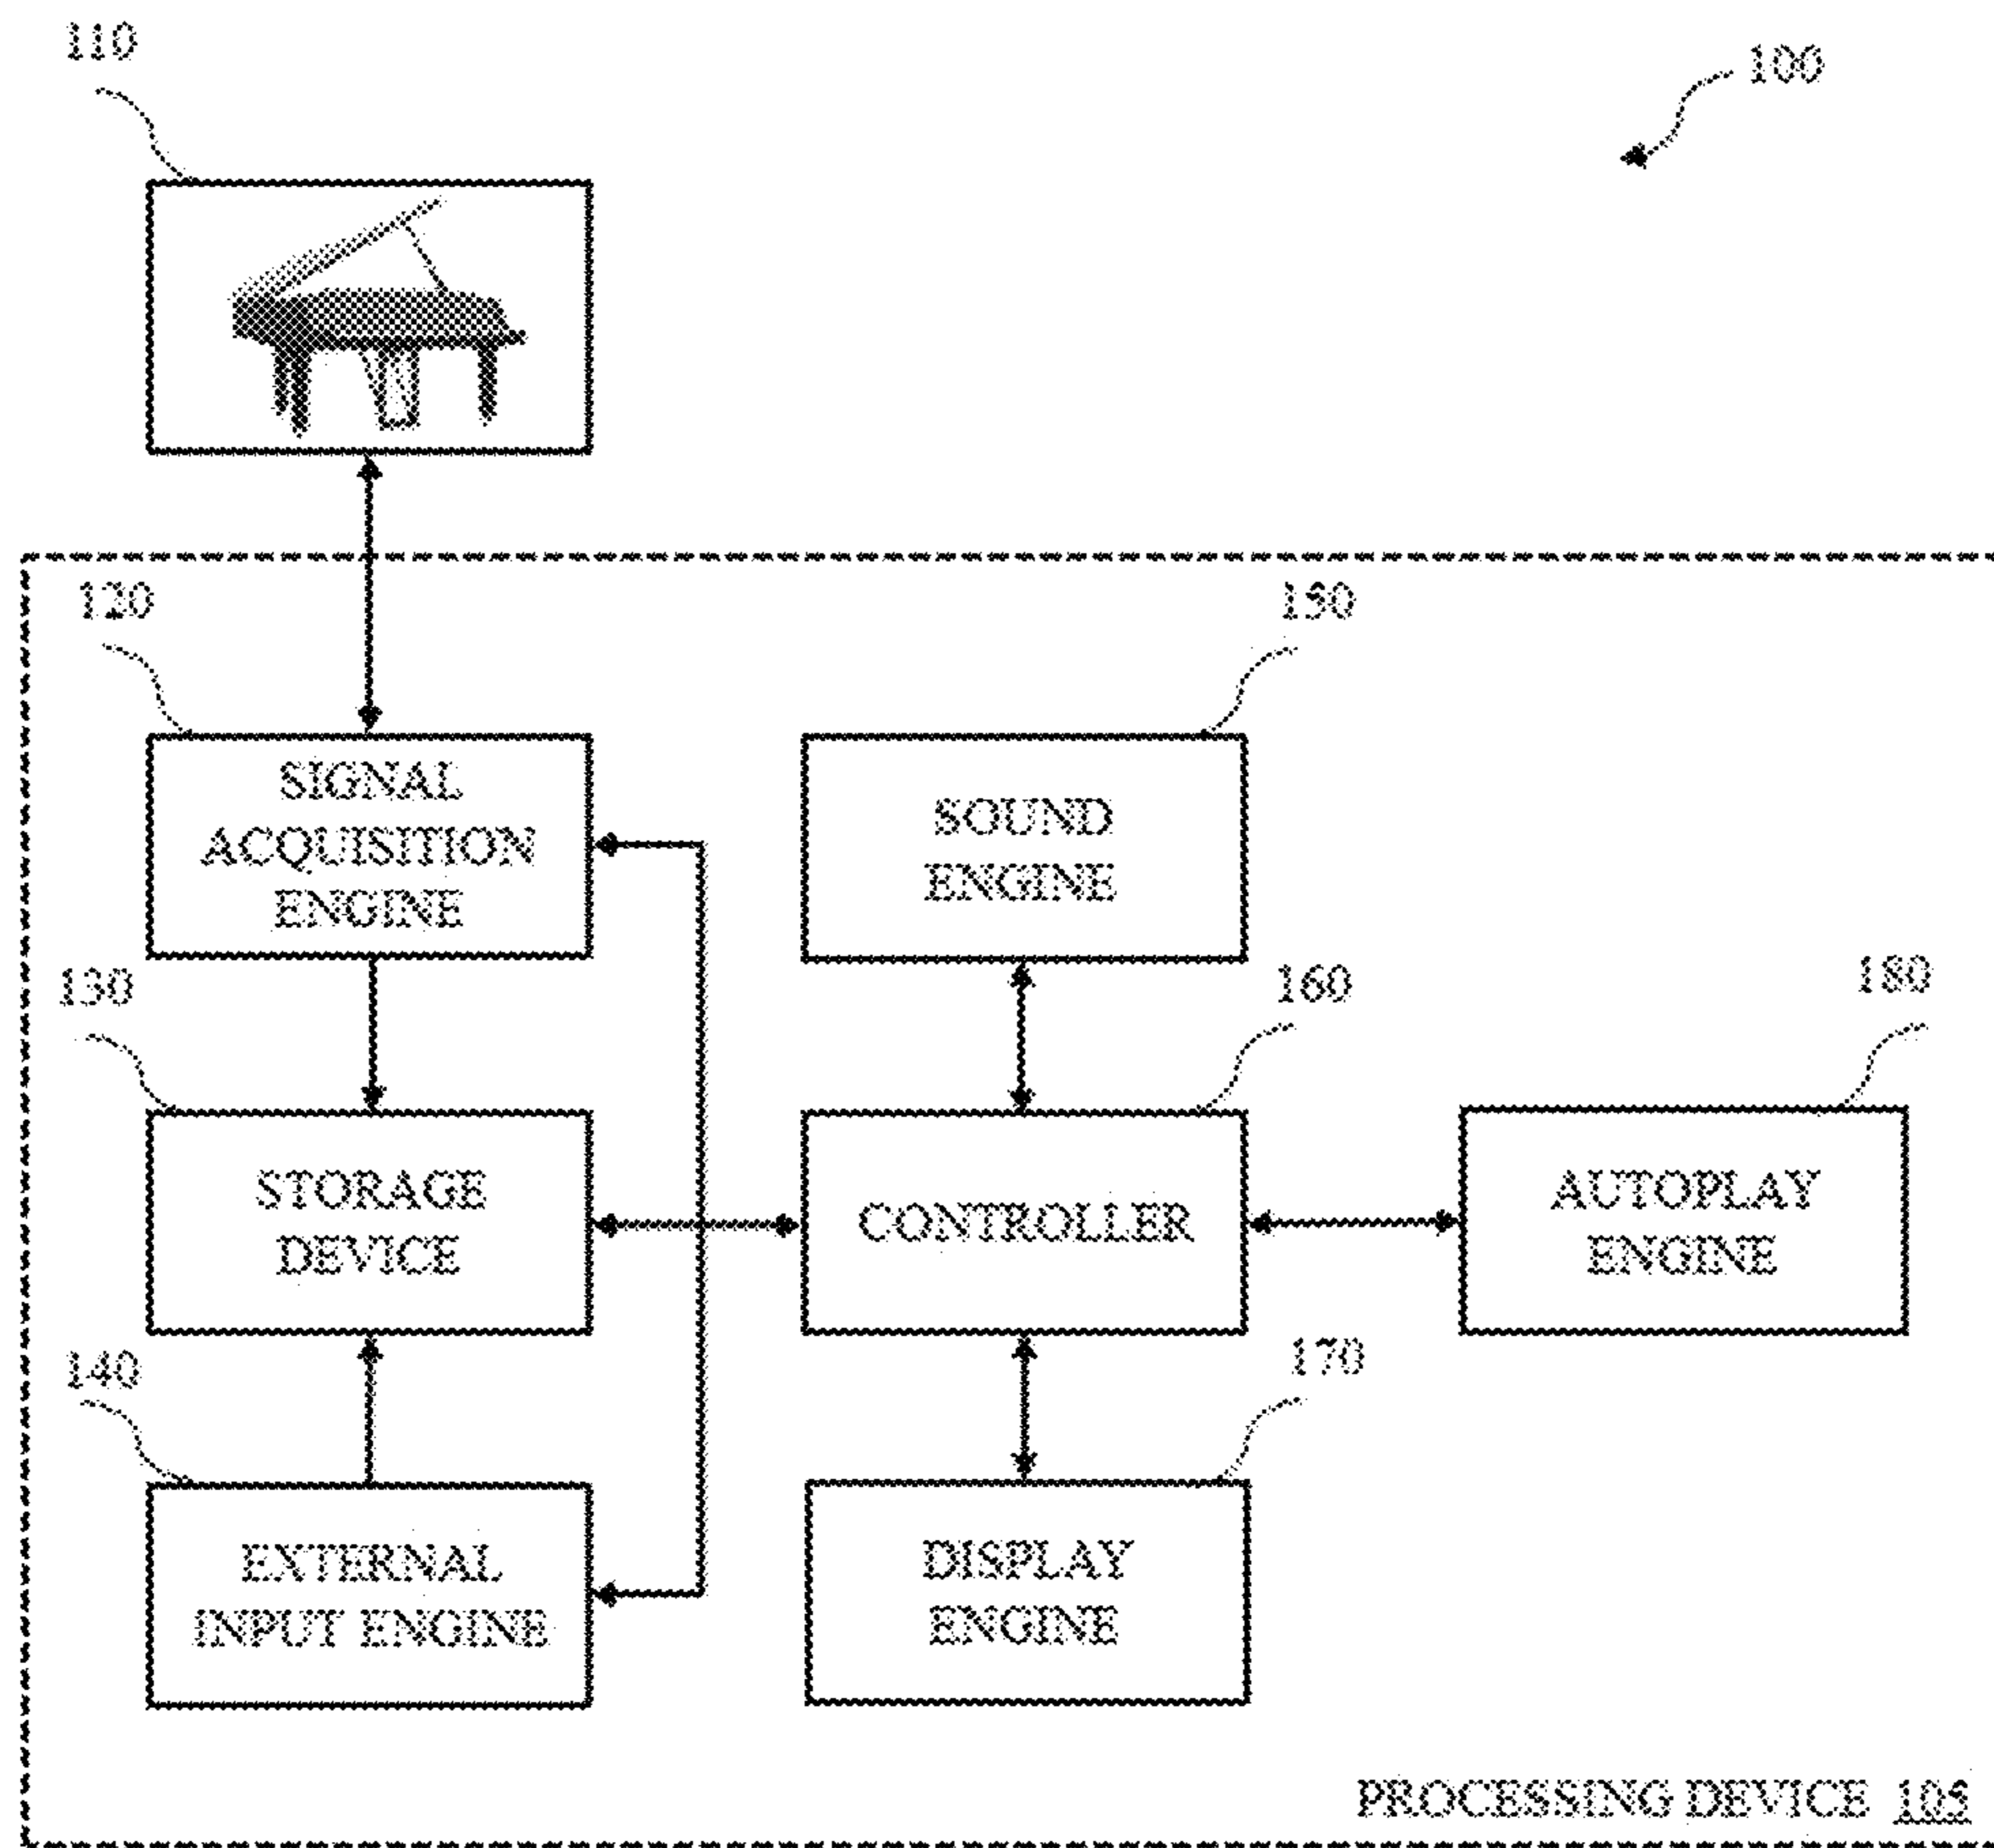 110
100
120
150
SIGNAL
ACQUISITION
ENGINE
SOUND
ENGINE
130
160
180
STORAGE
DEVICE
CONTROLLER
AUTOPLAY
ENGINE
140
170
EXTERNAL
INPUT ENGINE
DISPLAY
ENGINE
PROCESSING DEVICE 105